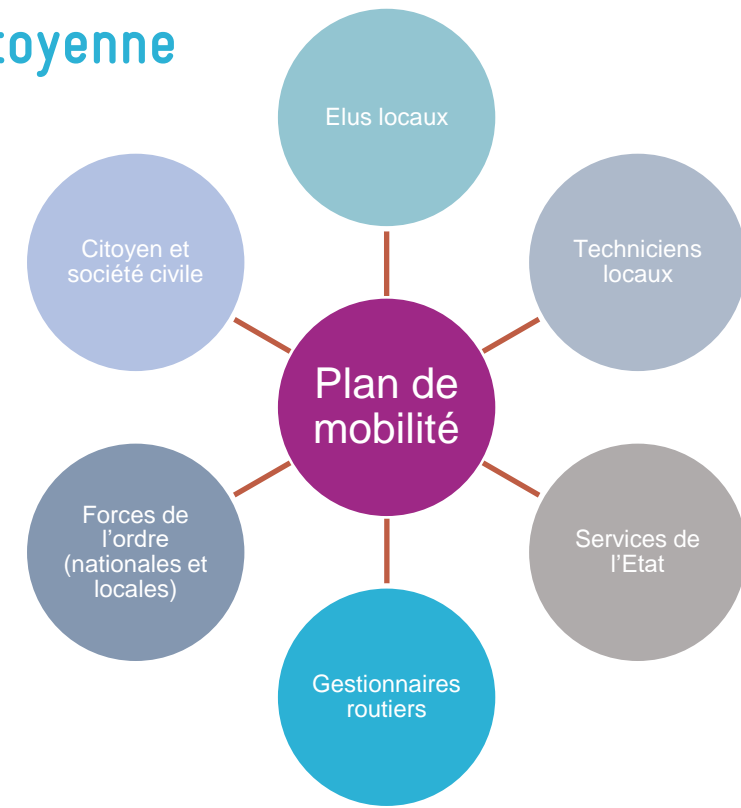 toyenne
Elus locaux
Citoyen et
société civile
Techniciens
locaux
Plan de
mobilité
Forces de
l’ordre
(nationales et
locales)
Services de
l’Etat
Gestionnaires
routiers